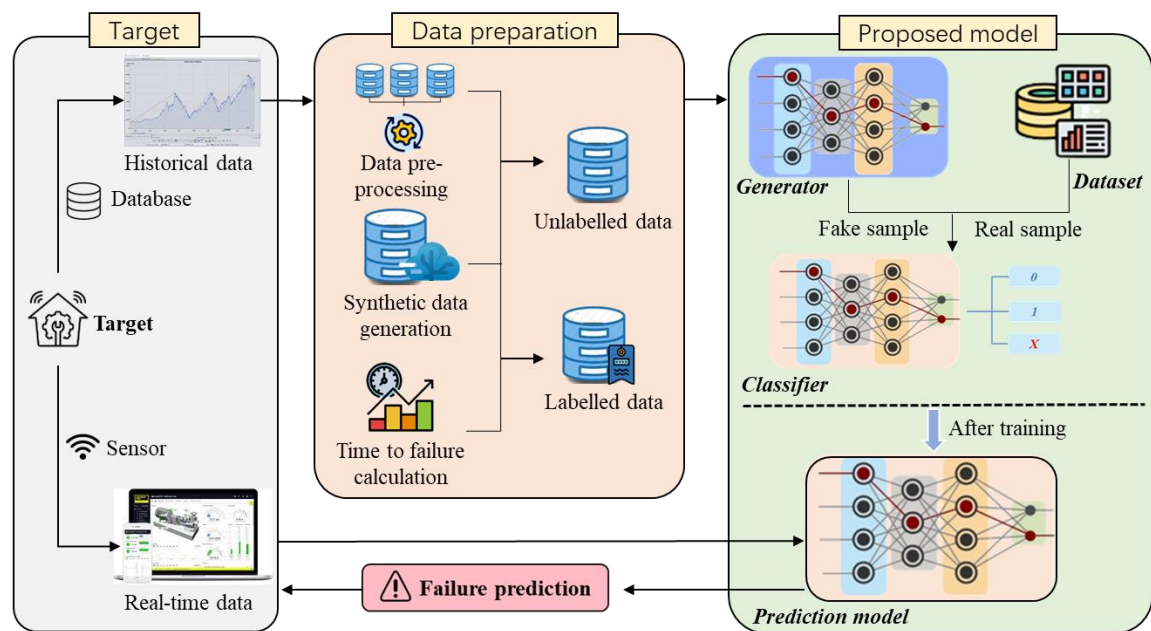 Target
Data preparation
Proposed model
Historical data
Database
Target
Sensor
Real-time data
Data pre-
processing
Synthetic data
generation
Time to failure
calculation
Unlabelled data
Labelled data
Generator
Dataset
Fake sample
Real sample
0
1
X
Classifier
After training
Prediction model
Failure prediction